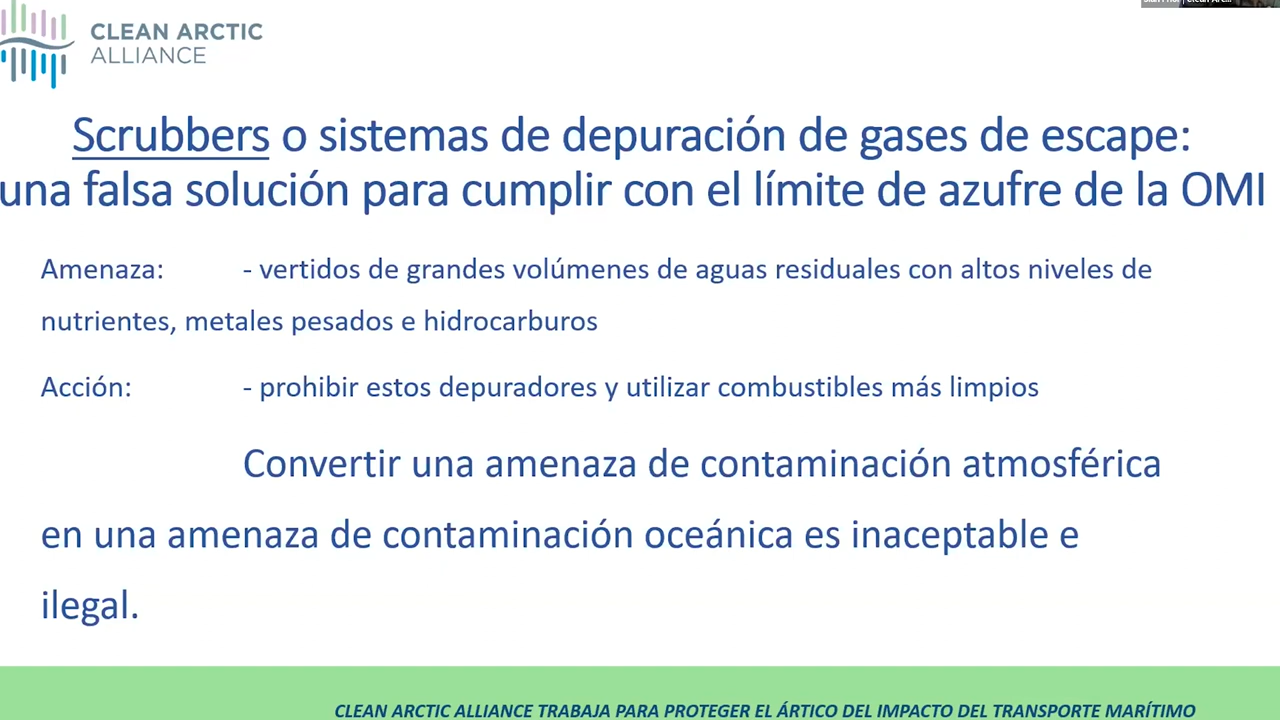 CLEAN ARCTIC
ALLIANCE
Scrubbers o sistemas de depuración de gases de escape:
una falsa solución para cumplir con el límite de azufre de la OMI
Amenaza: - vertidos de grandes volúmenes de aguas residuales con altos niveles de
nutrientes, metales pesados e hidrocarburos
Acción: - prohibir estos depuradores y utilizar combustibles más limpios
Convertir una amenaza de contaminación atmosférica
en una amenaza de contaminación oceánica es inaceptable e
ilegal.
CLEAN ARCTIC ALLIANCE TRABAJA PARA PROTEGER EL ÁRTICO DEL IMPACTO DEL TRANSPORTE MARÍTIMO